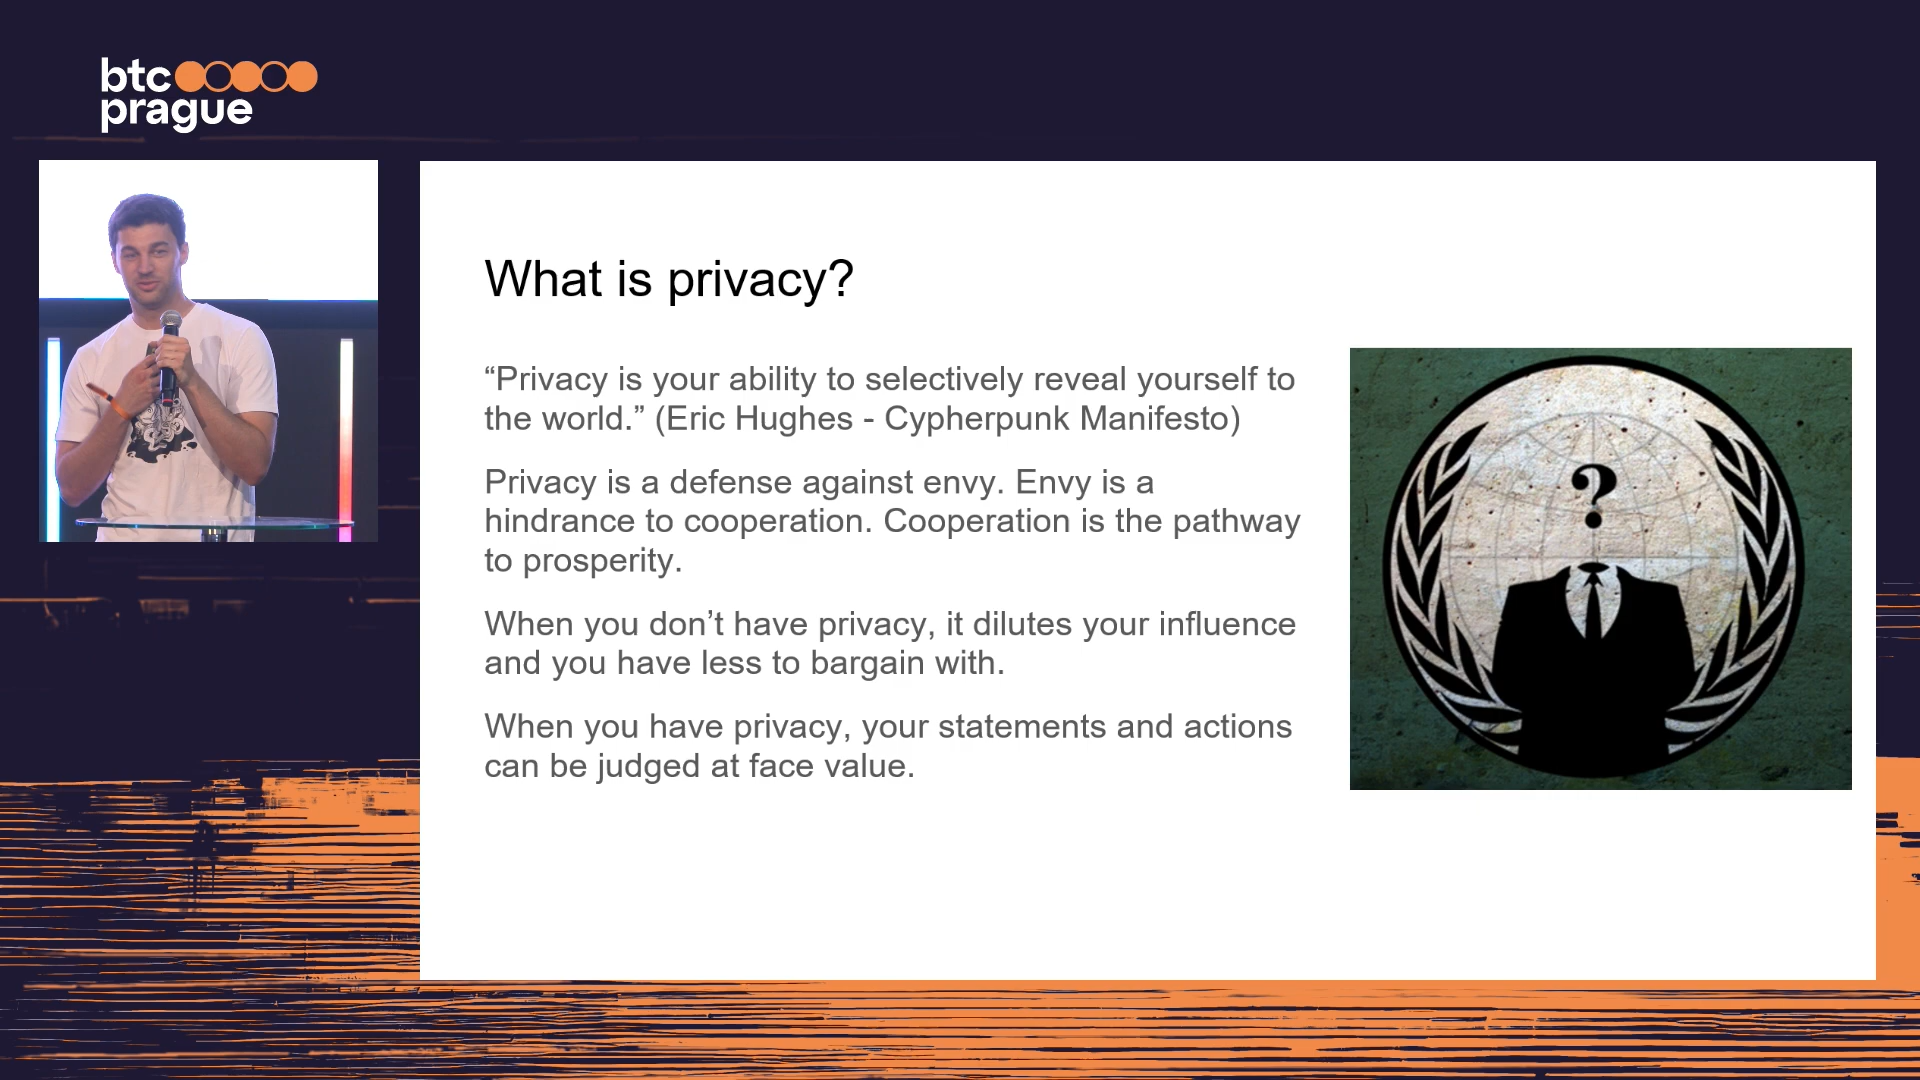 btc
prague
What is privacy?
“Privacy is your ability to selectively reveal yourself to
the world.” (Eric Hughes - Cypherpunk Manifesto)
Privacy is a defense against envy. Envy is a
hindrance to cooperation. Cooperation is the pathway
to prosperity.
When you don’t have privacy, it dilutes your influence
and you have less to bargain with.
When you have privacy, your statements and actions
can be judged at face value.
?